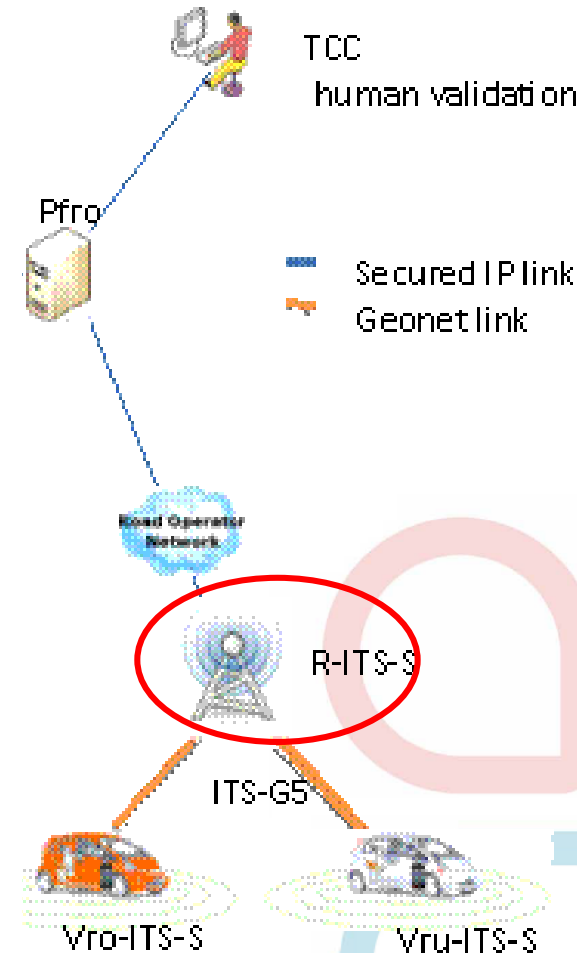 TCC
human validation
Pfro
Secured IP link
Geonet link
Road Operator
Network
R-ITS-S
ITS-G5
Vro-ITS-S
Vru-ITS-S